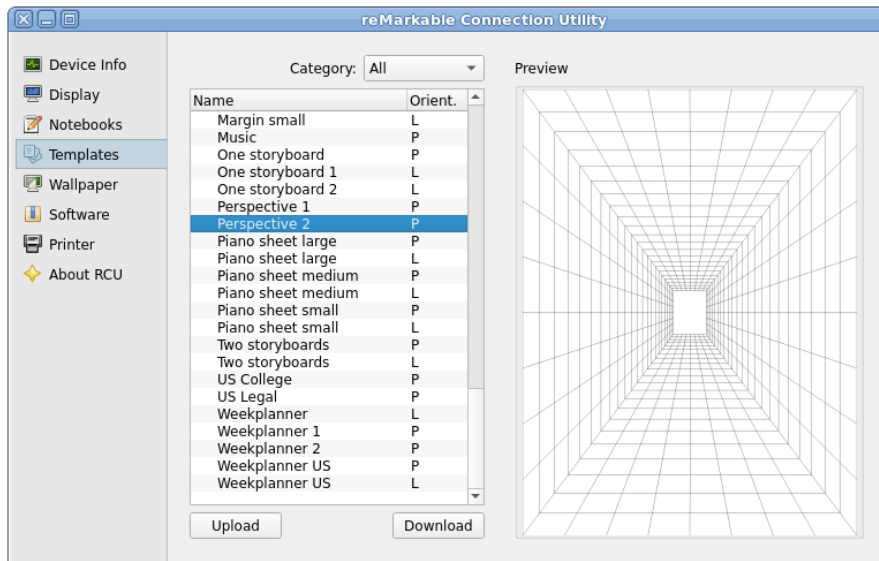 reMarkable Connection Utility
Device Info
Display
Notebooks
Templates
Wallpaper
Software
Printer
About RCU
Category: All
Name Orient.
Margin small L
Music P
One storyboard P
One storyboard 1 L
One storyboard 2 L
Perspective 1 P
Perspective 2 P
Piano sheet large P
Piano sheet large L
Piano sheet medium P
Piano sheet medium L
Piano sheet small P
Piano sheet small L
Two storyboards P
Two storyboards L
US College P
US Legal P
Weekplanner L
Weekplanner 1 P
Weekplanner 2 P
Weekplanner US P
Weekplanner US L
Upload Download
Preview